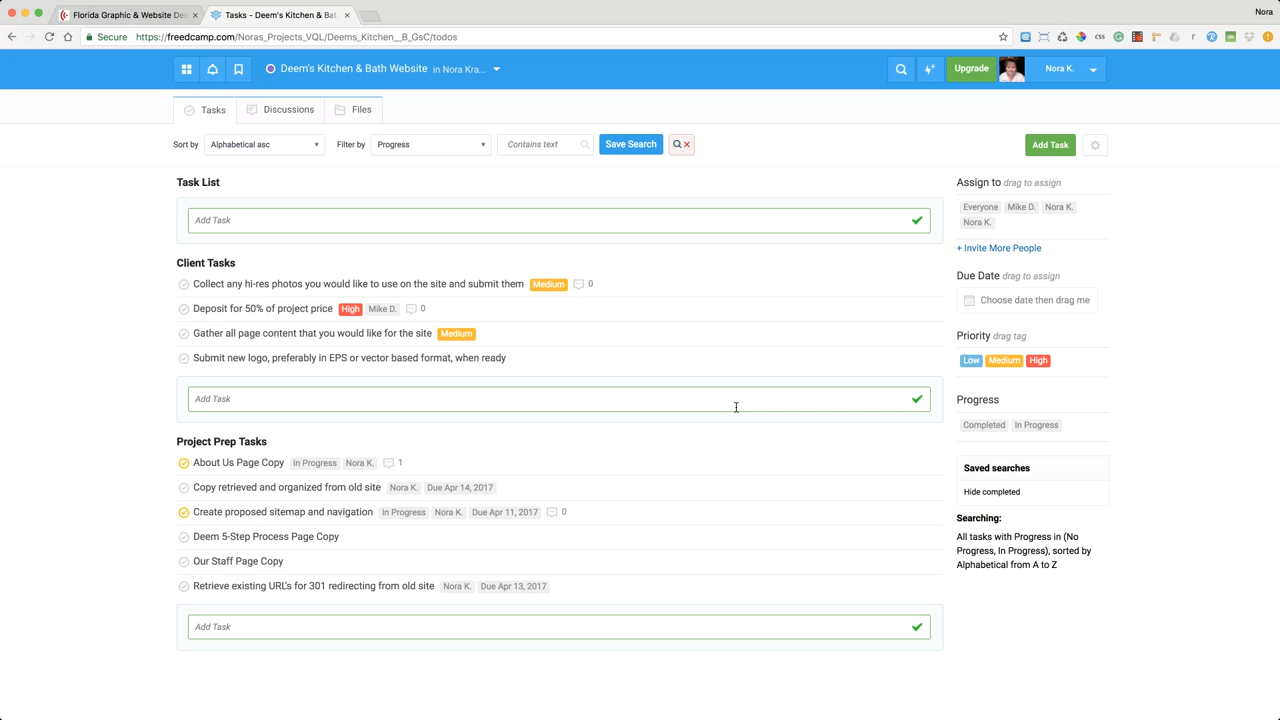 Florida Graphic & Website Des
Tasks - Deem's Kitchen & Bat
Nora
Secure https://freedcamp.com/Noras_Projects_VQL/Deems_Kitchen__B_GsC/todos
Deem's Kitchen & Bath Website in Nora Kra...
Upgrade
Nora K.
Tasks
Discussions
Files
Sort by Alphabetical asc Filter by Progress Contains text Save Search
Add Task
Task List
Add Task
Client Tasks
Collect any hi-res photos you would like to use on the site and submit them Medium 0
Deposit for 50% of project price High Mike D. 0
Gather all page content that you would like for the site Medium
Submit new logo, preferably in EPS or vector based format, when ready
Add Task
Project Prep Tasks
About Us Page Copy In Progress Nora K. 1
Copy retrieved and organized from old site Nora K. Due Apr 14, 2017
Create proposed sitemap and navigation In Progress Nora K. Due Apr 11, 2017 0
Deem 5-Step Process Page Copy
Our Staff Page Copy
Retrieve existing URL's for 301 redirecting from old site Nora K. Due Apr 13, 2017
Add Task
Assign to drag to assign
Everyone Mike D. Nora K.
Nora K.
+ Invite More People
Due Date drag to assign
Choose date then drag me
Priority drag tag
Low Medium High
Progress
Completed In Progress
Saved searches
Hide completed
Searching:
All tasks with Progress in (No
Progress, In Progress), sorted by
Alphabetical from A to Z